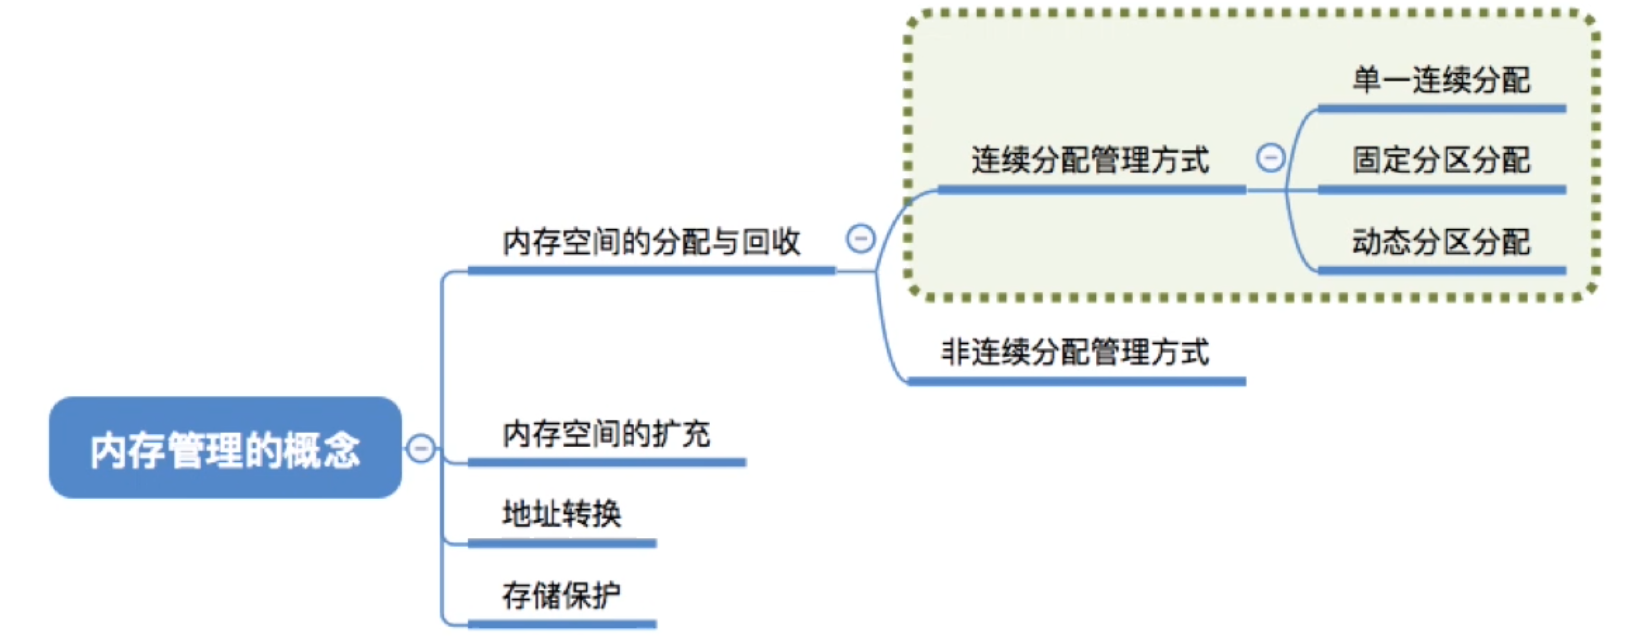 内存管理的概念
内存空间的分配与回收
连续分配管理方式
单一连续分配
固定分区分配
动态分区分配
非连续分配管理方式
内存空间的扩充
地址转换
存储保护